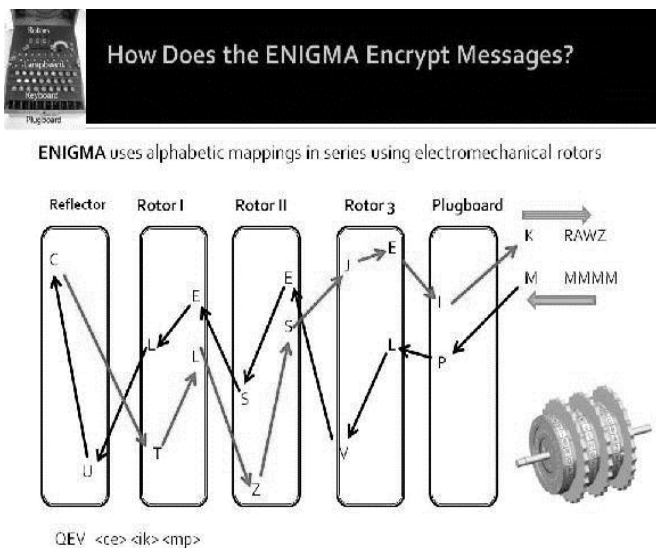 Rotors
Lampboard
Keyboard
Plugboard
How Does the ENIGMA Encrypt Messages?
ENIGMA uses alphabetic mappings in series using electromechanical rotors
Reflector Rotor I Rotor II Rotor 3 Plugboard
K RAWZ
C J E
M MMMM
E E I
S
L L L P
S
T V
U Z
QEV <ce> <ik> <mp>